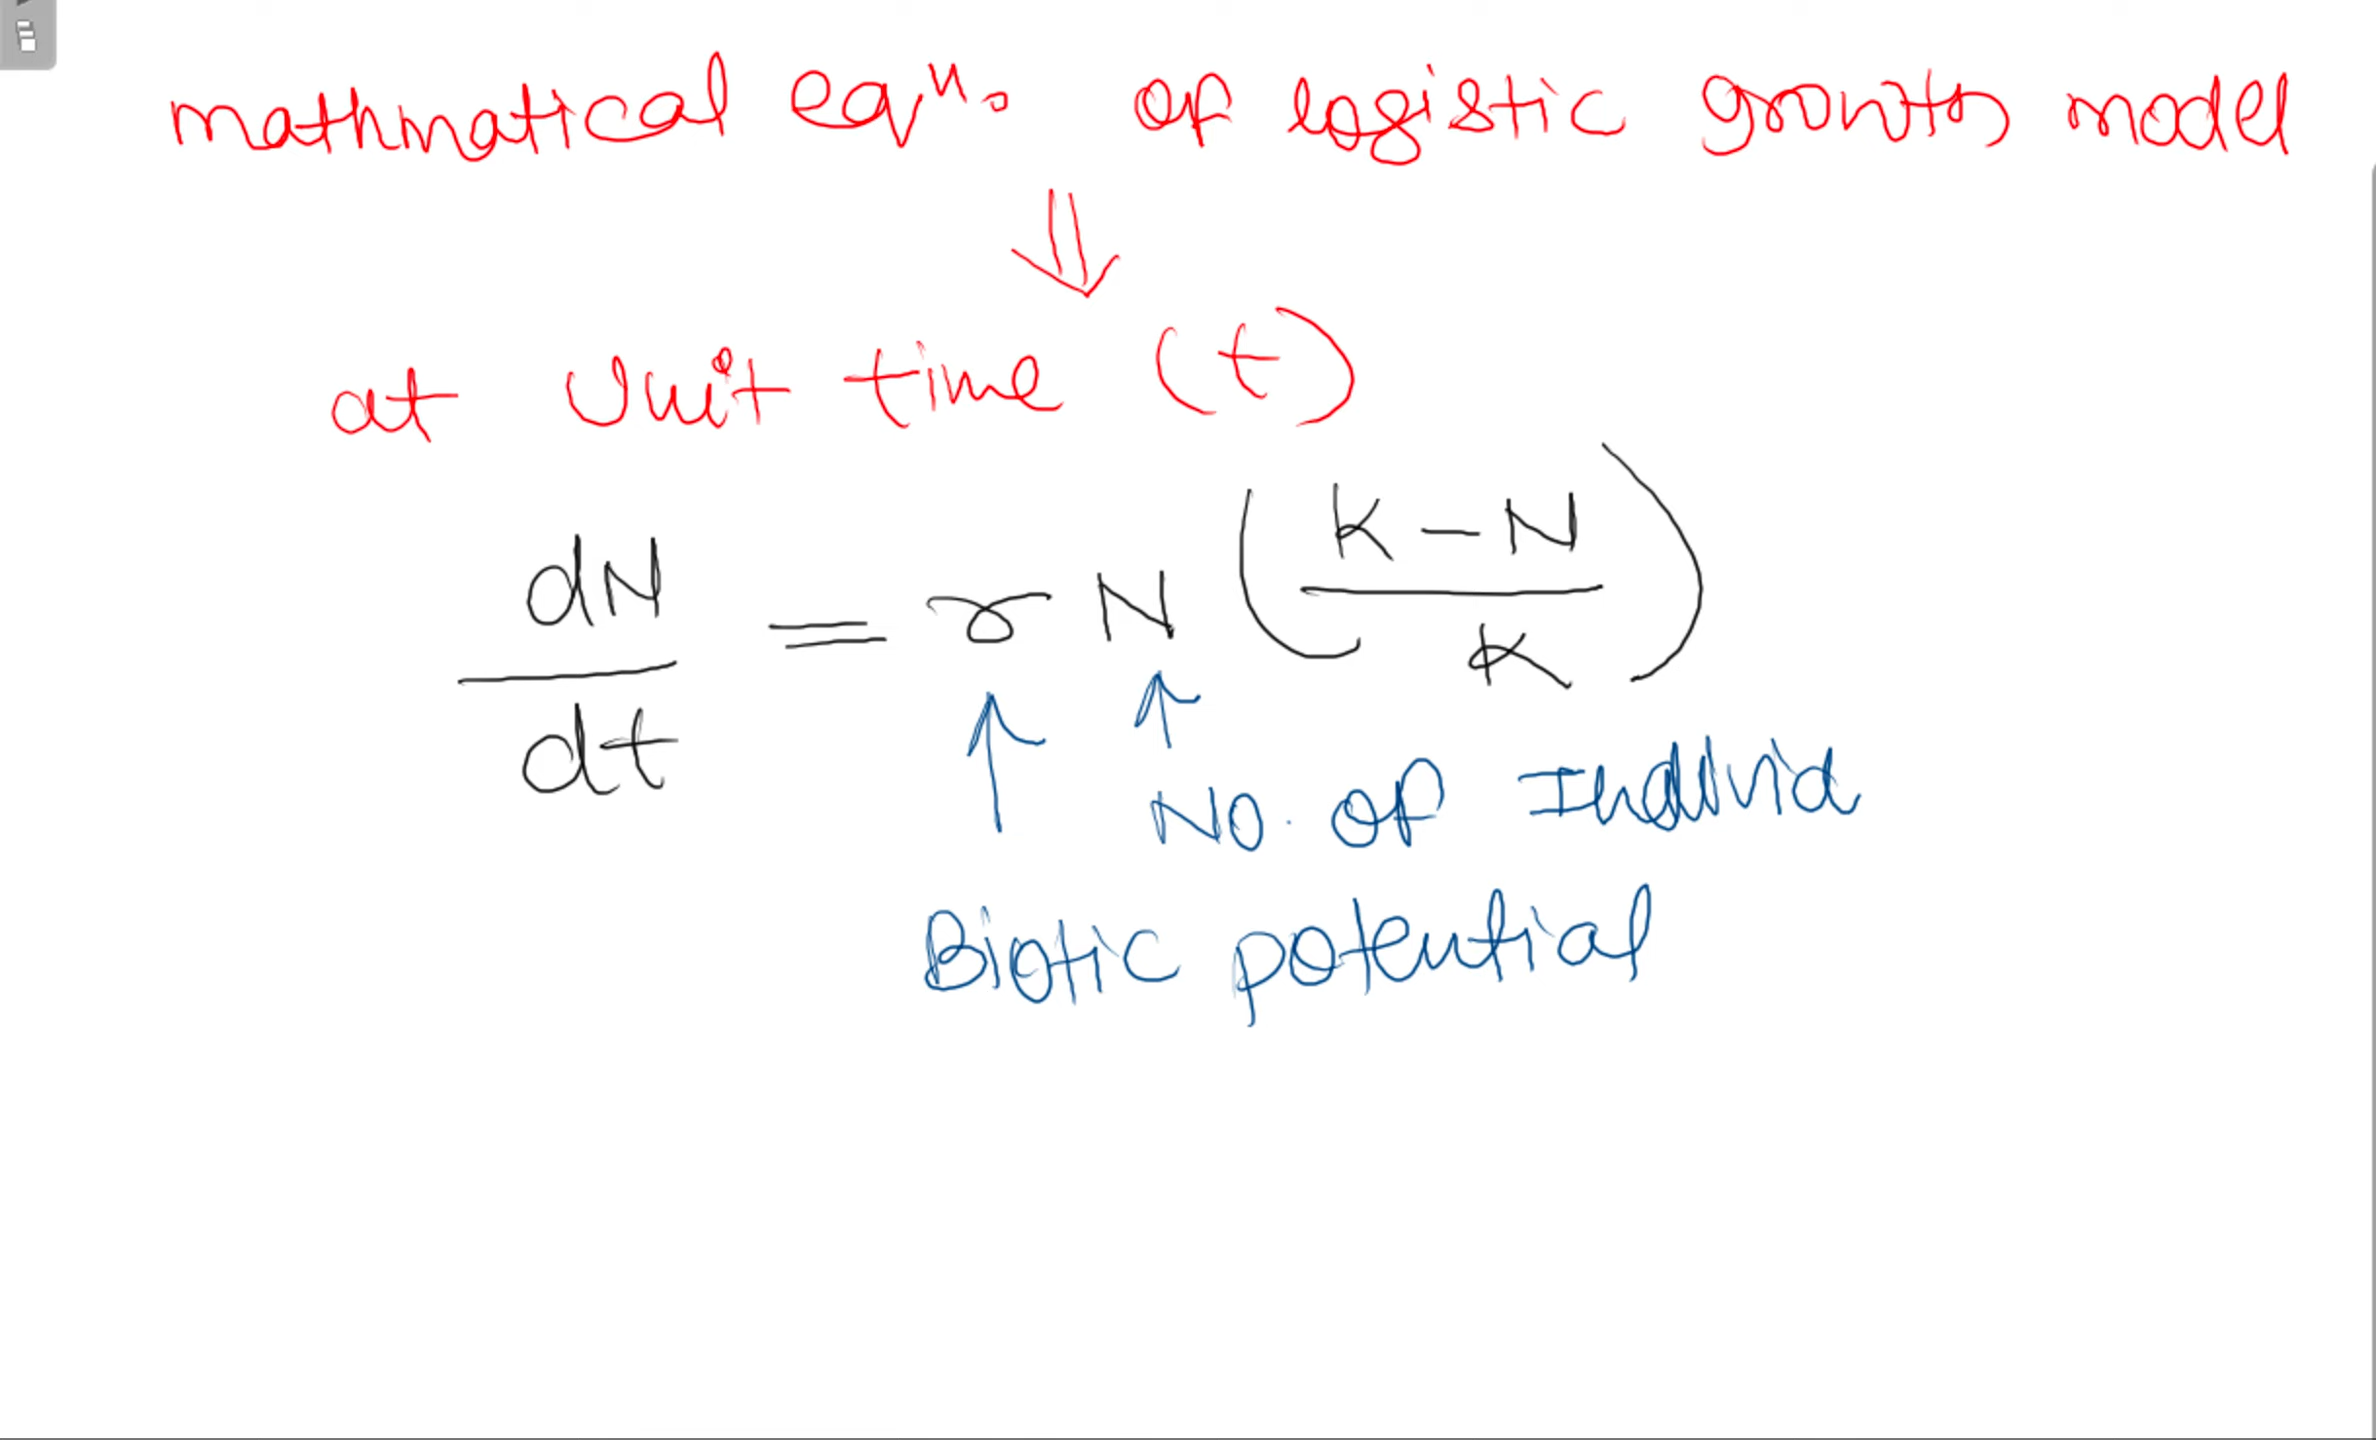 mathmatical eqn. of logistic growth model
at Unit time (t)
dN/dt = r N (K - N / K)
No. of Individ
Biotic potential